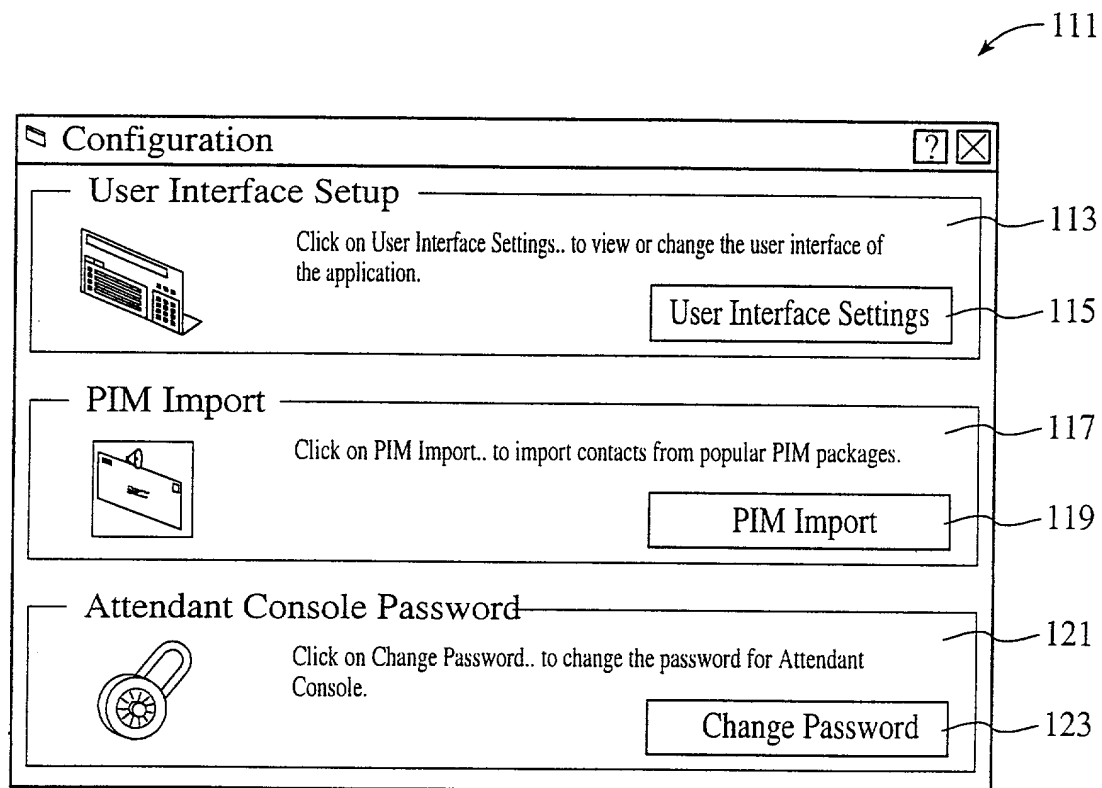 111
Configuration
?
User Interface Setup
113
Click on User Interface Settings.. to view or change the user interface of
the application.
User Interface Settings
115
PIM Import
117
Click on PIM Import.. to import contacts from popular PIM packages.
PIM Import
119
Attendant Console Password
121
Click on Change Password.. to change the password for Attendant
Console.
Change Password
123